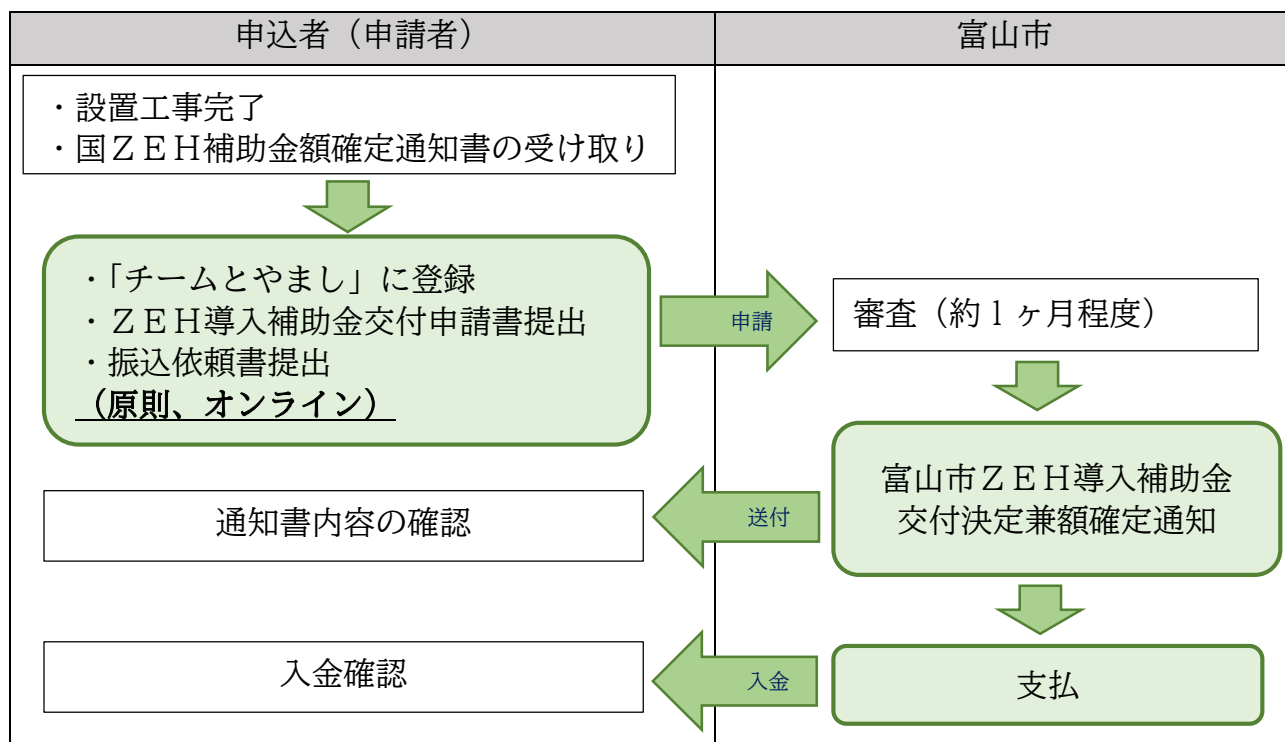 申込者（申請者）
富山市
・設置工事完了
・国ＺＥＨ補助金額確定通知書の受け取り
・「チームとやまし」に登録
・ＺＥＨ導入補助金交付申請書提出
・振込依頼書提出
（原則、オンライン）
申請
審査（約１ヶ月程度）
富山市ＺＥＨ導入補助金
交付決定兼額確定通知
送付
通知書内容の確認
支払
入金
入金確認